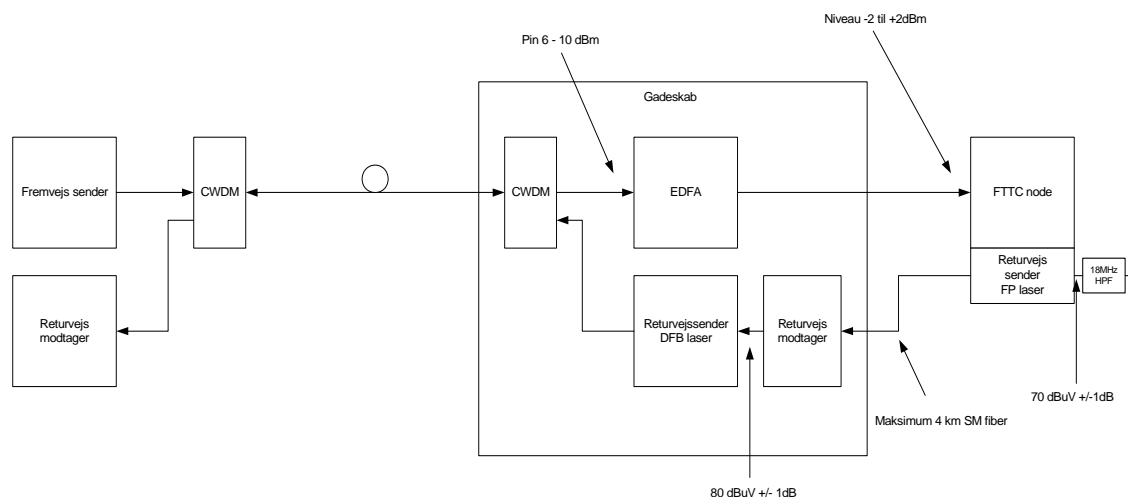 Niveau -2 til +2dBm
Pin 6 - 10 dBm
Gadeskab
Fremvejs sender
CWDM
CWDM
EDFA
FTTC node
Returvejs
sender
FP laser
18MHz
HPF
Returvejs
modtager
Returvejssender
DFB laser
Returvejs
modtager
70 dBuV +/-1dB
Maksimum 4 km SM fiber
80 dBuV +/- 1dB